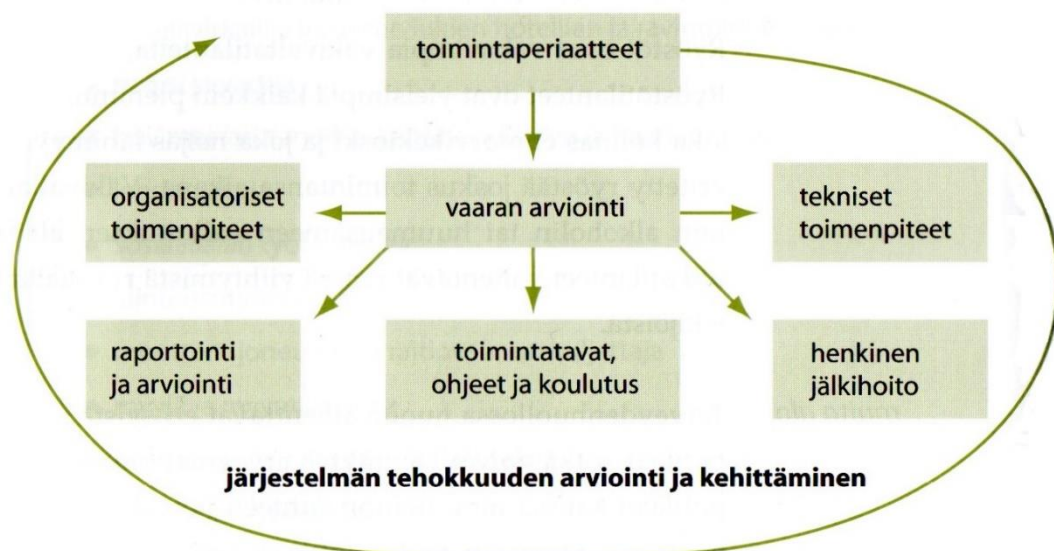 toimintaperiaatteet
organisatoriset
toimenpiteet
vaaran arviointi
tekniset
toimenpiteet
raportointi
ja arviointi
toimintatavat,
ohjeet ja koulutus
henkinen
jälkihoito
järjestelmän tehokkuuden arviointi ja kehittäminen